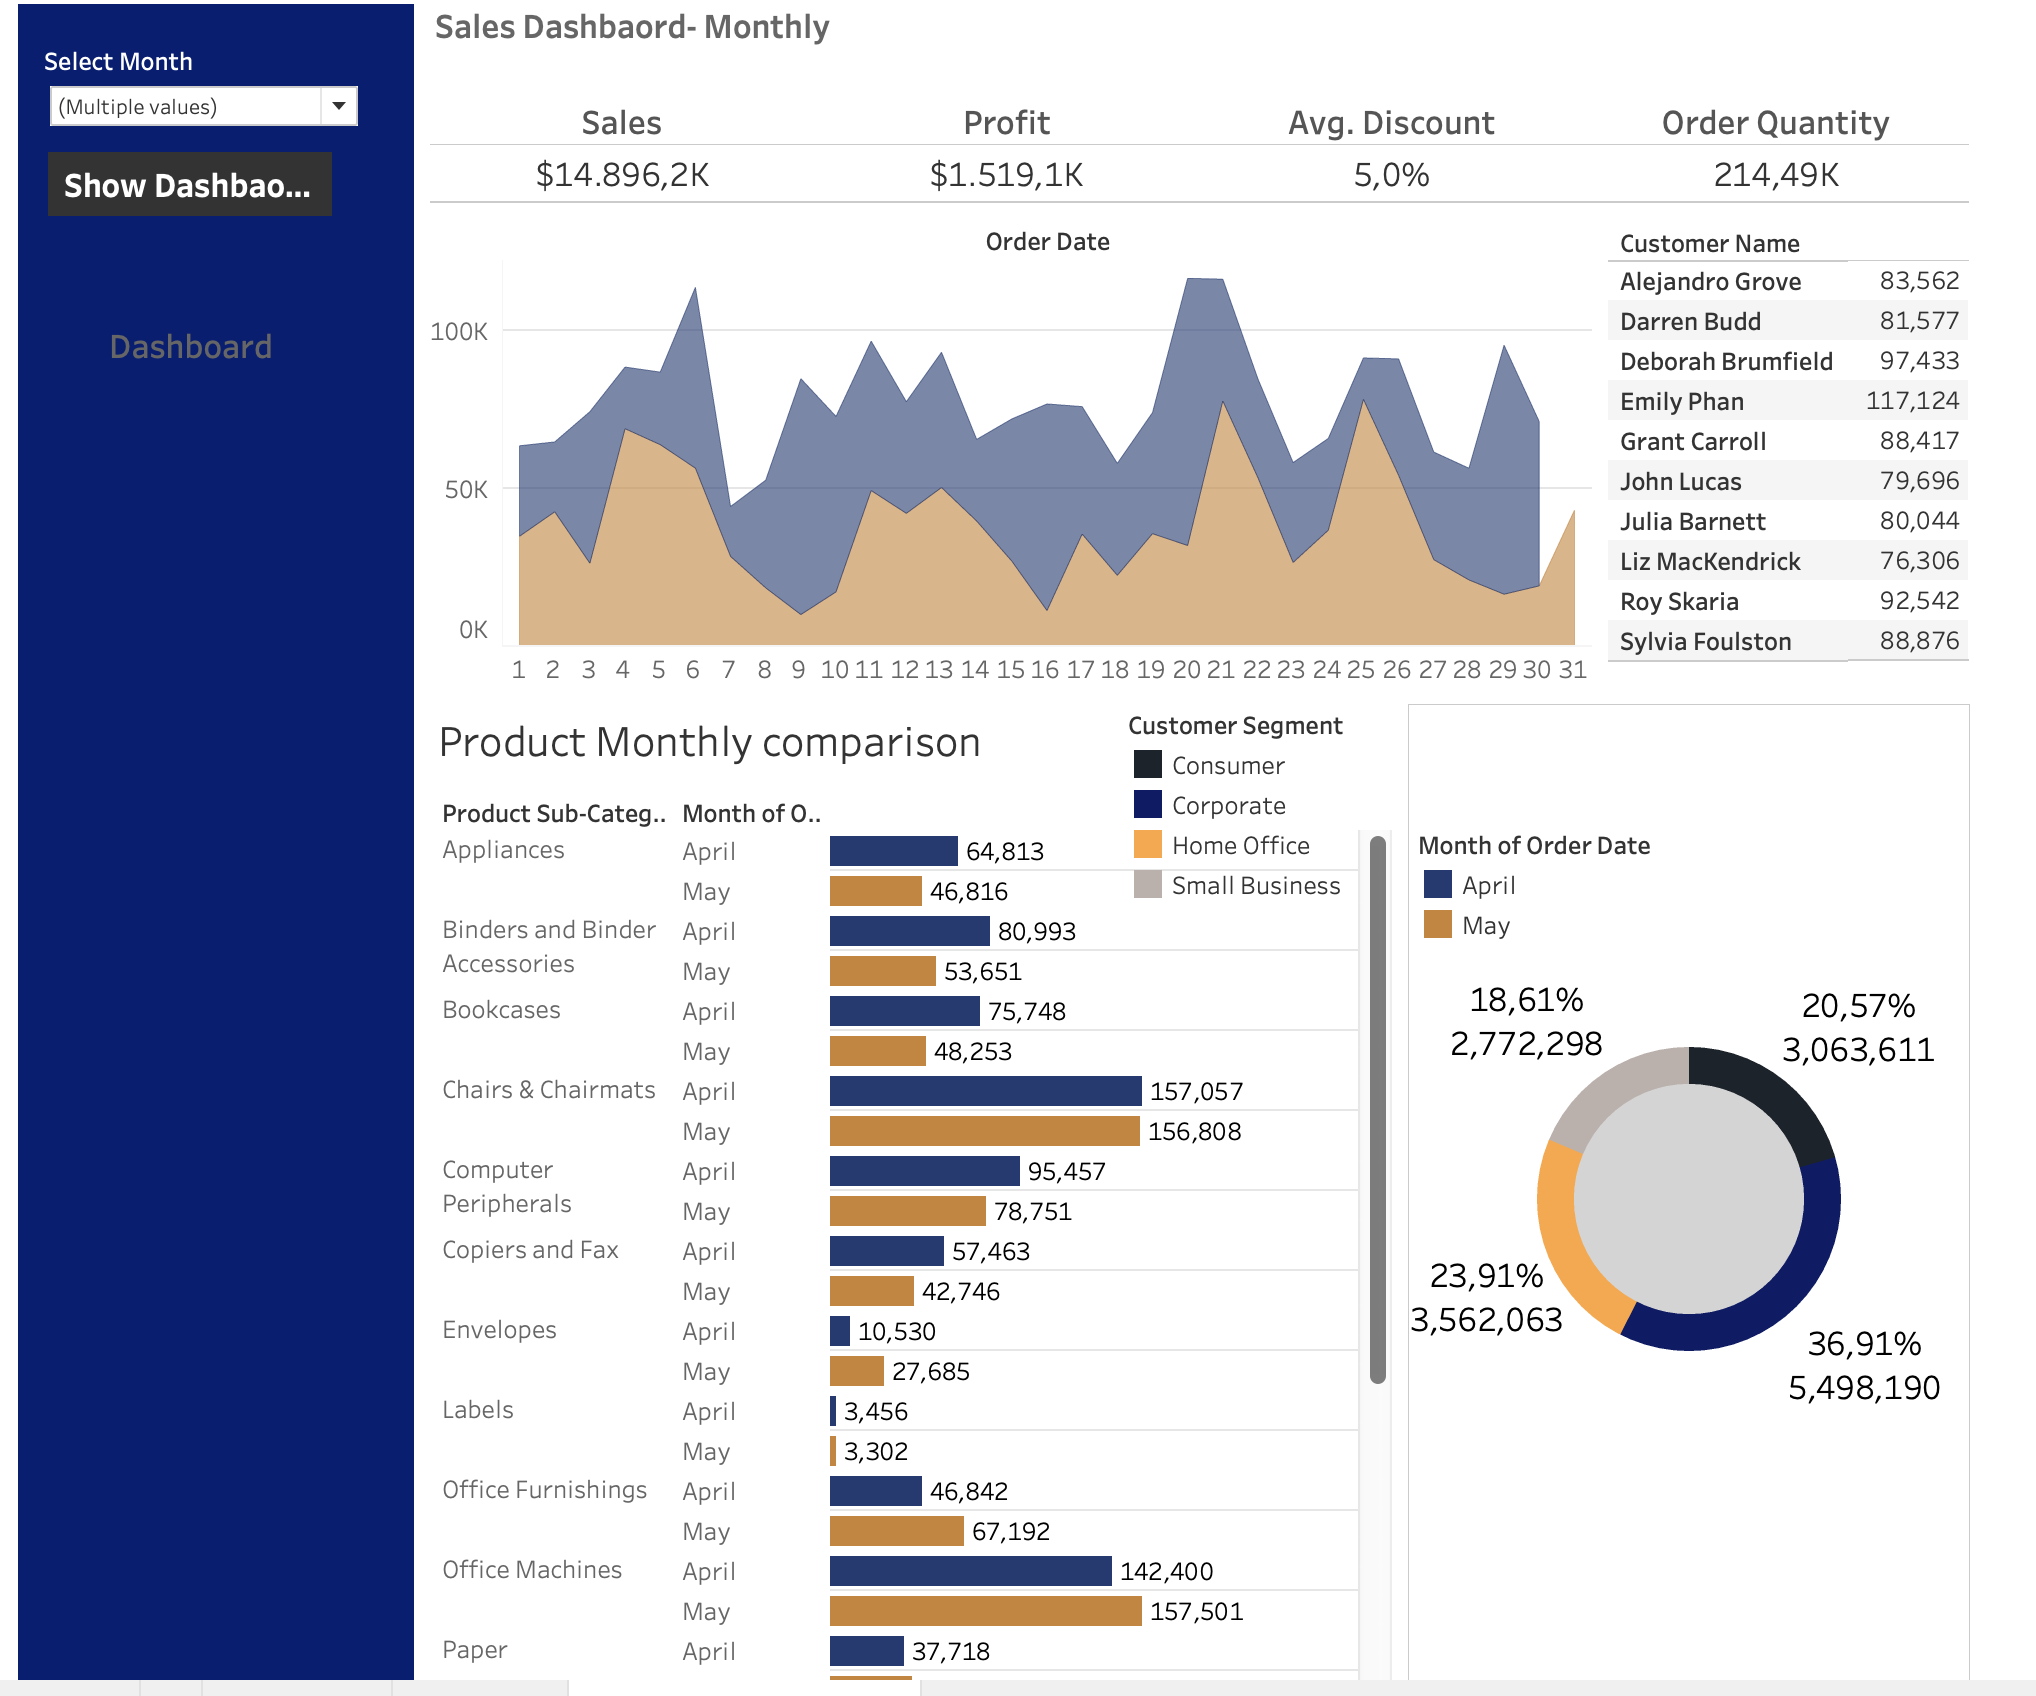 Sales Dashbaord- Monthly
Select Month
(Multiple values)
Show Dashbao...
Dashboard
Sales Profit Avg. Discount Order Quantity
$14.896,2K $1.519,1K 5,0% 214,49K
Order Date
100K
50K
0K
1 2 3 4 5 6 7 8 9 10 11 12 13 14 15 16 17 18 19 20 21 22 23 24 25 26 27 28 29 30 31
Customer Name
Alejandro Grove 83,562
Darren Budd 81,577
Deborah Brumfield 97,433
Emily Phan 117,124
Grant Carroll 88,417
John Lucas 79,696
Julia Barnett 80,044
Liz MacKendrick 76,306
Roy Skaria 92,542
Sylvia Foulston 88,876
Product Monthly comparison
Product Sub-Categ.. Month of O..
Appliances April 64,813
May 46,816
Binders and Binder April 80,993
Accessories May 53,651
Bookcases April 75,748
May 48,253
Chairs & Chairmats April 157,057
May 156,808
Computer April 95,457
Peripherals May 78,751
Copiers and Fax April 57,463
May 42,746
Envelopes April 10,530
May 27,685
Labels April 3,456
May 3,302
Office Furnishings April 46,842
May 67,192
Office Machines April 142,400
May 157,501
Paper April 37,718
Customer Segment
Consumer
Corporate
Home Office
Small Business
Month of Order Date
April
May
18,61%
2,772,298
20,57%
3,063,611
23,91%
3,562,063
36,91%
5,498,190